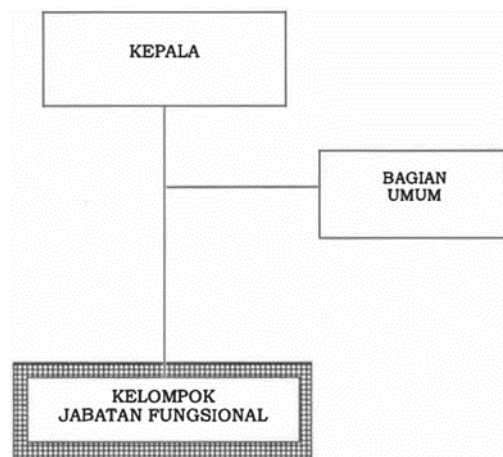 KEPALA
BAGIAN
UMUM
KELOMPOK
JABATAN FUNGSIONAL